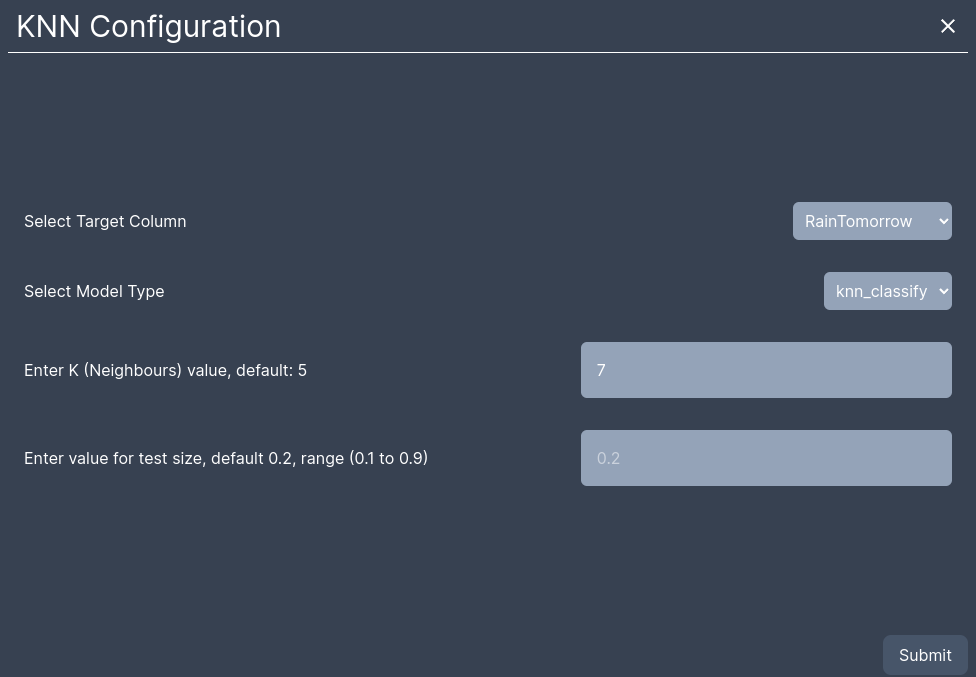 KNN Configuration
Select Target Column
RainTomorrow
Select Model Type
knn_classify
Enter K (Neighbours) value, default: 5
7
Enter value for test size, default 0.2, range (0.1 to 0.9)
0.2
Submit